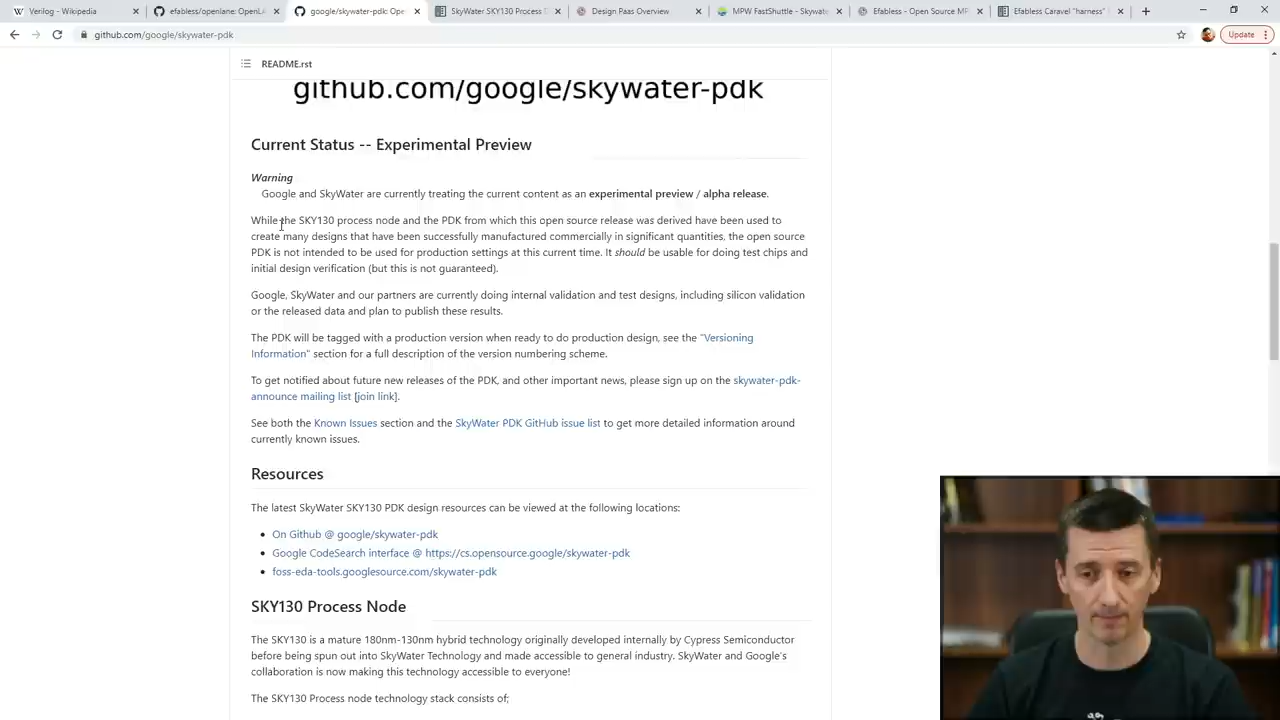 Verilog - Wikipedia
efabless/openlane: OpenLA
google/skywater-pdk: Ope
SkyWater SKY130 Process D
Design Paas Overview
MPW FastShuttle - Skywate
Efabless - Open Source MP
Efabless Caravel "harness"
github.com/google/skywater-pdk
Update
README.rst
github.com/google/skywater-pdk
Current Status -- Experimental Preview
Warning
Google and SkyWater are currently treating the current content as an experimental preview / alpha release.
While the SKY130 process node and the PDK from which this open source release was derived have been used to
create many designs that have been successfully manufactured commercially in significant quantities, the open source
PDK is not intended to be used for production settings at this current time. It should be usable for doing test chips and
initial design verification (but this is not guaranteed).
Google, SkyWater and our partners are currently doing internal validation and test designs, including silicon validation
or the released data and plan to publish these results.
The PDK will be tagged with a production version when ready to do production design, see the "Versioning
Information" section for a full description of the version numbering scheme.
To get notified about future new releases of the PDK, and other important news, please sign up on the skywater-pdk-
announce mailing list [join link].
See both the Known Issues section and the SkyWater PDK GitHub issue list to get more detailed information around
currently known issues.
Resources
The latest SkyWater SKY130 PDK design resources can be viewed at the following locations:
On Github @ google/skywater-pdk
Google CodeSearch interface @ https://cs.opensource.google/skywater-pdk
foss-eda-tools.googlesource.com/skywater-pdk
SKY130 Process Node
The SKY130 is a mature 180nm-130nm hybrid technology originally developed internally by Cypress Semiconductor
before being spun out into SkyWater Technology and made accessible to general industry. SkyWater and Google's
collaboration is now making this technology accessible to everyone!
The SKY130 Process node technology stack consists of;